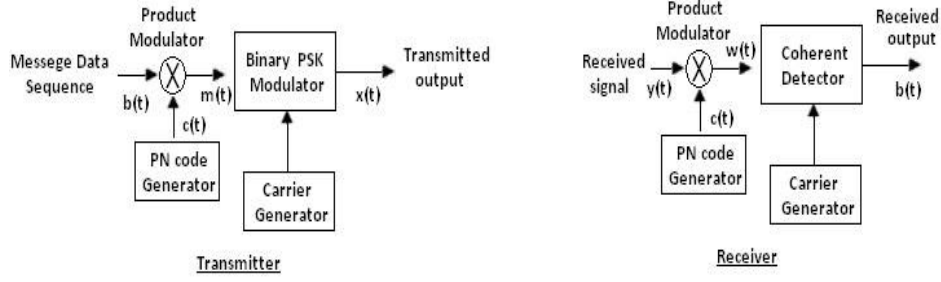 Product
Modulator
Messege Data
Sequence
b(t)
m(t)
c(t)
PN code
Generator
Binary PSK
Modulator
x(t)
Transmitted
output
Carrier
Generator
Transmitter
Product
Modulator
Received
signal
y(t)
w(t)
c(t)
PN code
Generator
Coherent
Detector
Received
output
b(t)
Carrier
Generator
Receiver